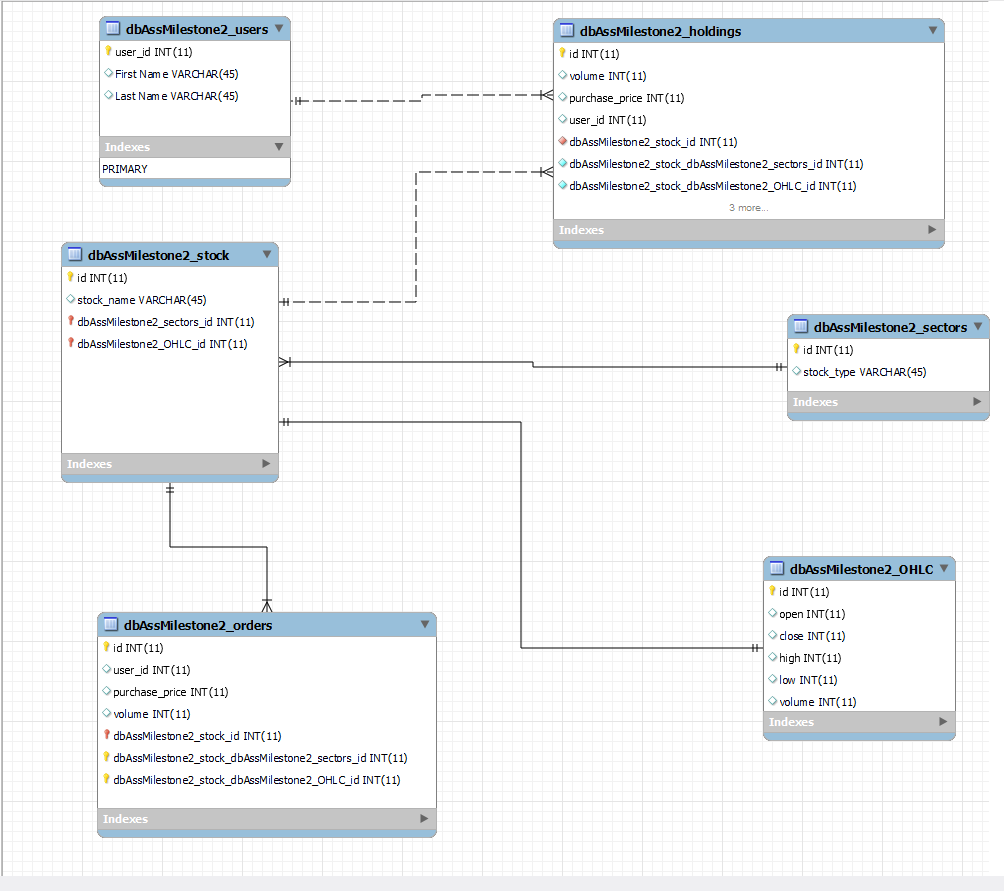 dbAssMilestone2_users
user_id INT(11)
First Name VARCHAR(45)
Last Name VARCHAR(45)
Indexes
PRIMARY
dbAssMilestone2_holdings
id INT(11)
volume INT(11)
purchase_price INT(11)
user_id INT(11)
dbAssMilestone2_stock_id INT(11)
dbAssMilestone2_stock_dbAssMilestone2_sectors_id INT(11)
dbAssMilestone2_stock_dbAssMilestone2_OHLC_id INT(11)
3 more...
Indexes
dbAssMilestone2_stock
id INT(11)
stock_name VARCHAR(45)
dbAssMilestone2_sectors_id INT(11)
dbAssMilestone2_OHLC_id INT(11)
Indexes
dbAssMilestone2_sectors
id INT(11)
stock_type VARCHAR(45)
Indexes
dbAssMilestone2_OHLC
id INT(11)
open INT(11)
close INT(11)
high INT(11)
low INT(11)
volume INT(11)
Indexes
dbAssMilestone2_orders
id INT(11)
user_id INT(11)
purchase_price INT(11)
volume INT(11)
dbAssMilestone2_stock_id INT(11)
dbAssMilestone2_stock_dbAssMilestone2_sectors_id INT(11)
dbAssMilestone2_stock_dbAssMilestone2_OHLC_id INT(11)
Indexes